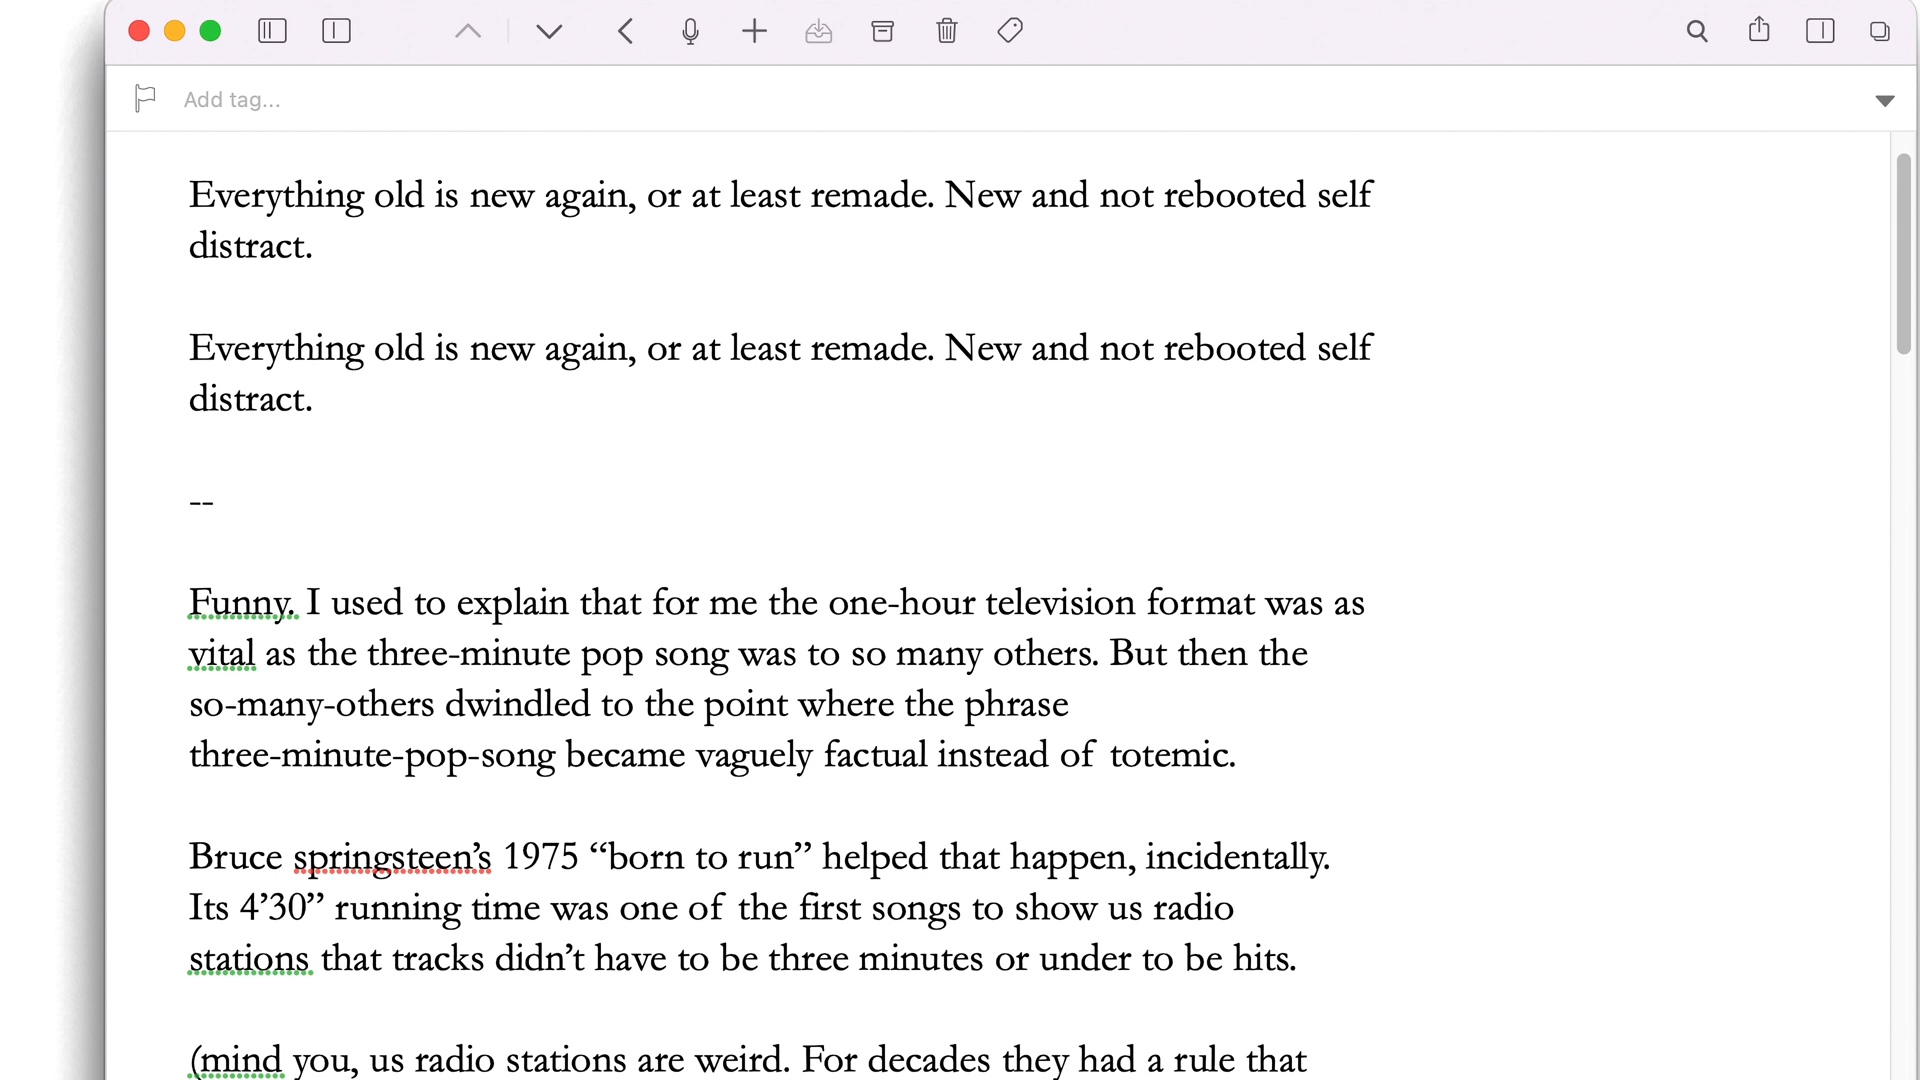 Add tag...
Everything old is new again, or at least remade. New and not rebooted self
distract.
Everything old is new again, or at least remade. New and not rebooted self
distract.
--
Funny. I used to explain that for me the one-hour television format was as
vital as the three-minute pop song was to so many others. But then the
so-many-others dwindled to the point where the phrase
three-minute-pop-song became vaguely factual instead of totemic.
Bruce springsteen’s 1975 “born to run” helped that happen, incidentally.
Its 4’30” running time was one of the first songs to show us radio
stations that tracks didn’t have to be three minutes or under to be hits.
(mind you, us radio stations are weird. For decades they had a rule that